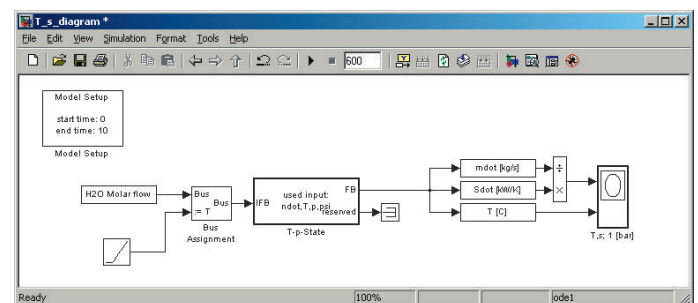 T_s_diagram *
File Edit View Simulation Format Tools Help
600
Model Setup
start time: 0
end time: 10
Model Setup
H2O Molar flow
Bus
Bus
:= T
Bus
Assignment
IFB
used input:
ndot,T,p,psi
FB
reserved
T-p-State
mdot [kg/s]
÷
Sdot [kW/K]
×
T [C]
T,s; 1 [bar]
Ready 100% ode1